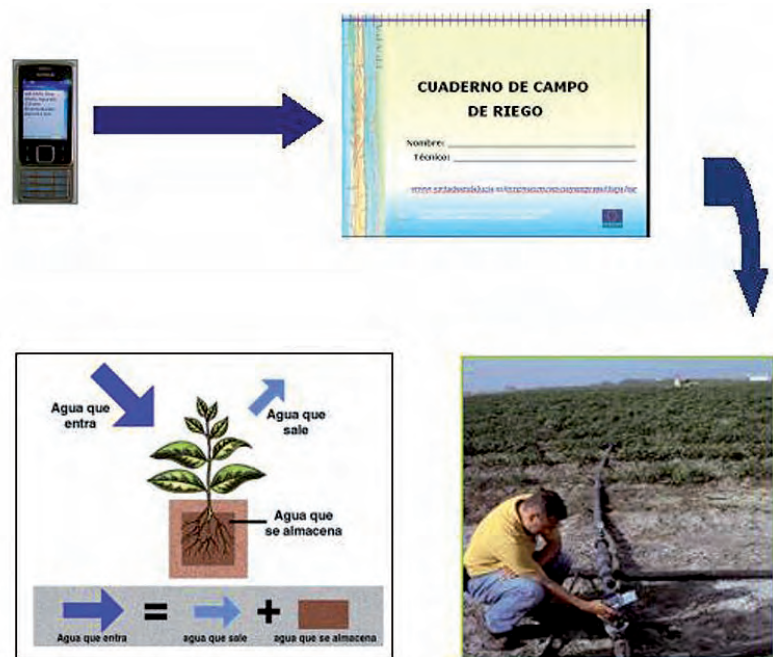 CUADERNO DE CAMPO
DE RIEGO
Nombre:
Técnico:
Agua que
entra
Agua que
sale
Agua que
se almacena
Agua que entra
=
agua que sale
+
agua que se almacena